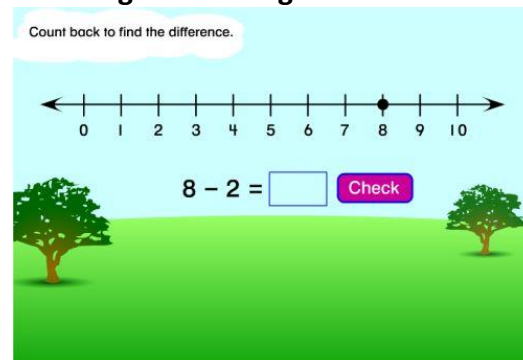 Count back to find the difference.
0 1 2 3 4 5 6 7 8 9 10
8 – 2 = Check